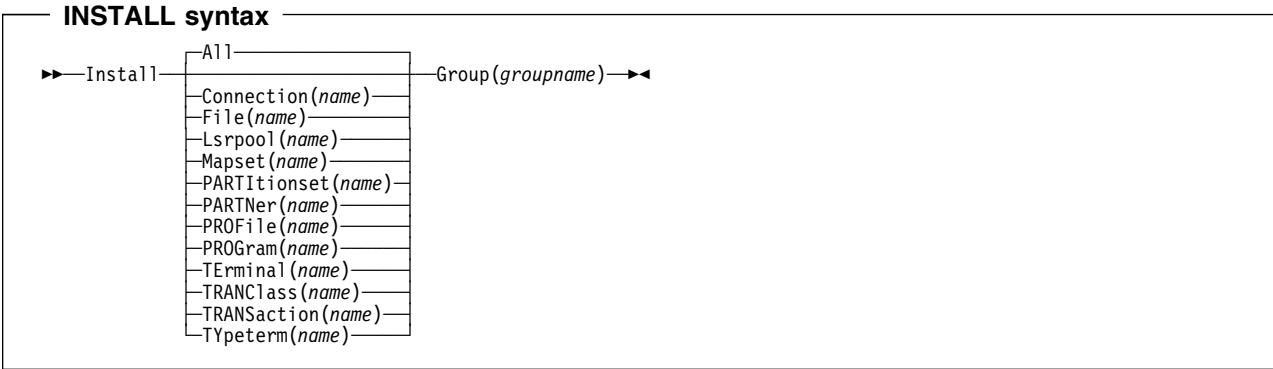 INSTALL syntax
All
Install Group(groupname)
Connection(name)
File(name)
Lsrpool(name)
Mapset(name)
PARTItionset(name)
PARTNer(name)
PROFile(name)
PROGram(name)
TErminal(name)
TRANClass(name)
TRANSaction(name)
TYpeterm(name)